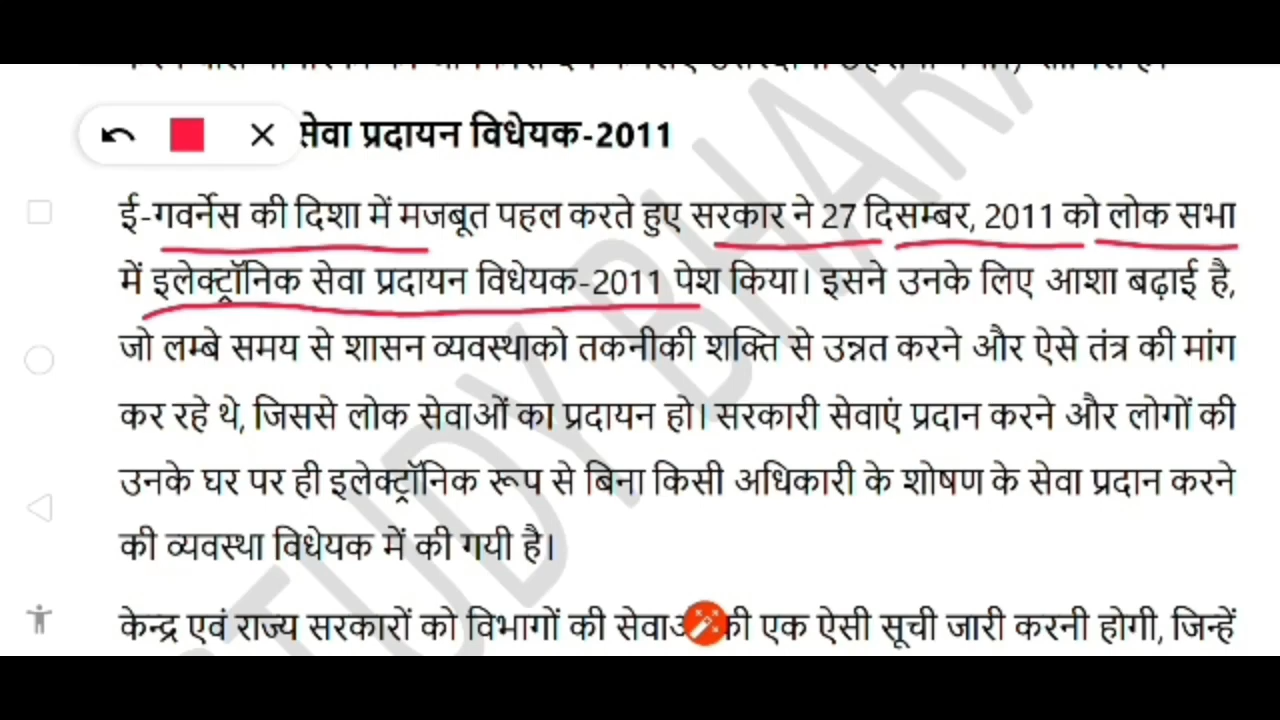 सेवा प्रदायन विधेयक-2011
ई-गवर्नेस की दिशा में मजबूत पहल करते हुए सरकार ने 27 दिसम्बर, 2011 को लोक सभा
में इलेक्ट्रॉनिक सेवा प्रदायन विधेयक-2011 पेश किया। इसने उनके लिए आशा बढ़ाई है,
जो लम्बे समय से शासन व्यवस्थाको तकनीकी शक्ति से उन्नत करने और ऐसे तंत्र की मांग
कर रहे थे, जिससे लोक सेवाओं का प्रदायन हो। सरकारी सेवाएं प्रदान करने और लोगों की
उनके घर पर ही इलेक्ट्रॉनिक रूप से बिना किसी अधिकारी के शोषण के सेवा प्रदान करने
की व्यवस्था विधेयक में की गयी है।
केन्द्र एवं राज्य सरकारों को विभागों की की एक ऐसी सूची जारी करनी होगी, जिन्हें
STUDY BHARA